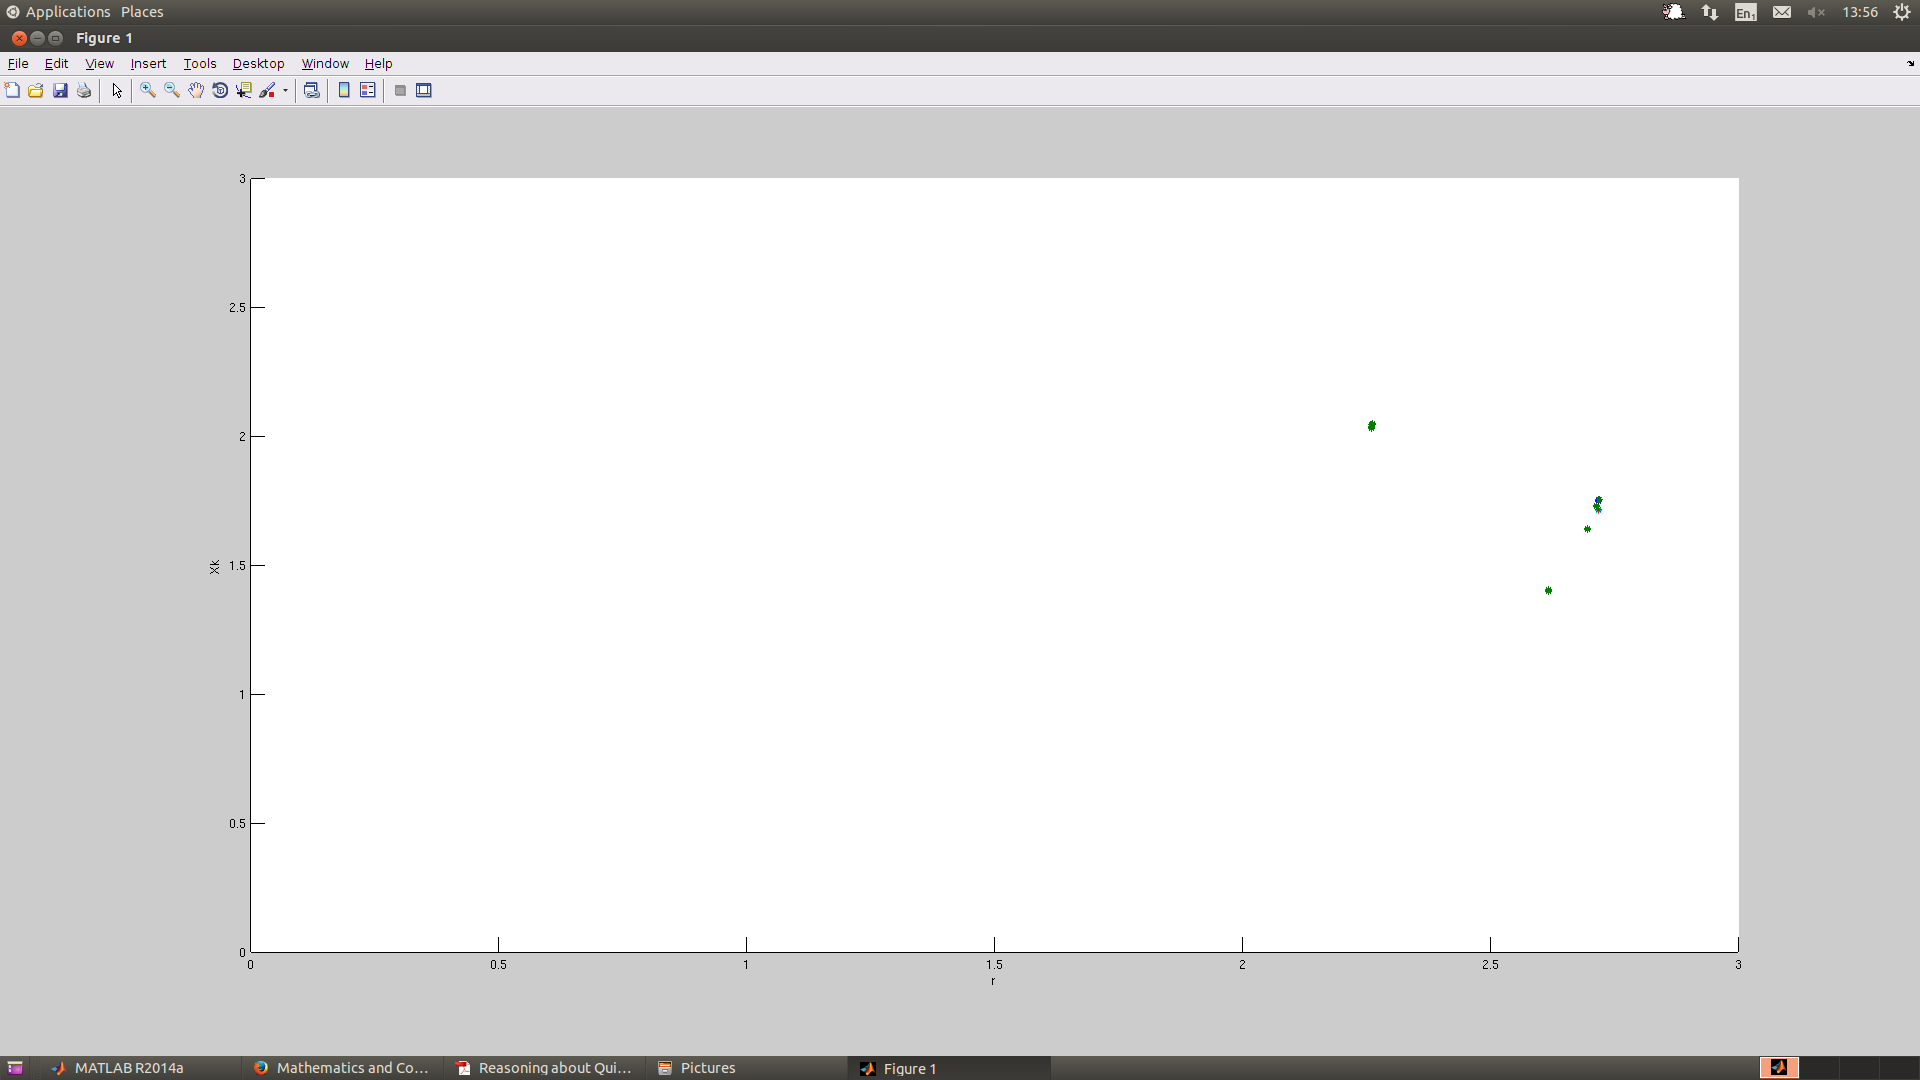 Applications Places
En1
13:56
Figure 1
File Edit View Insert Tools Desktop Window Help
3
2.5
2
1.5
1
0.5
0
Xk
0 0.5 1 1.5 2 2.5 3
r
MATLAB R2014a
Mathematics and Co...
Reasoning about Qui...
Pictures
Figure 1